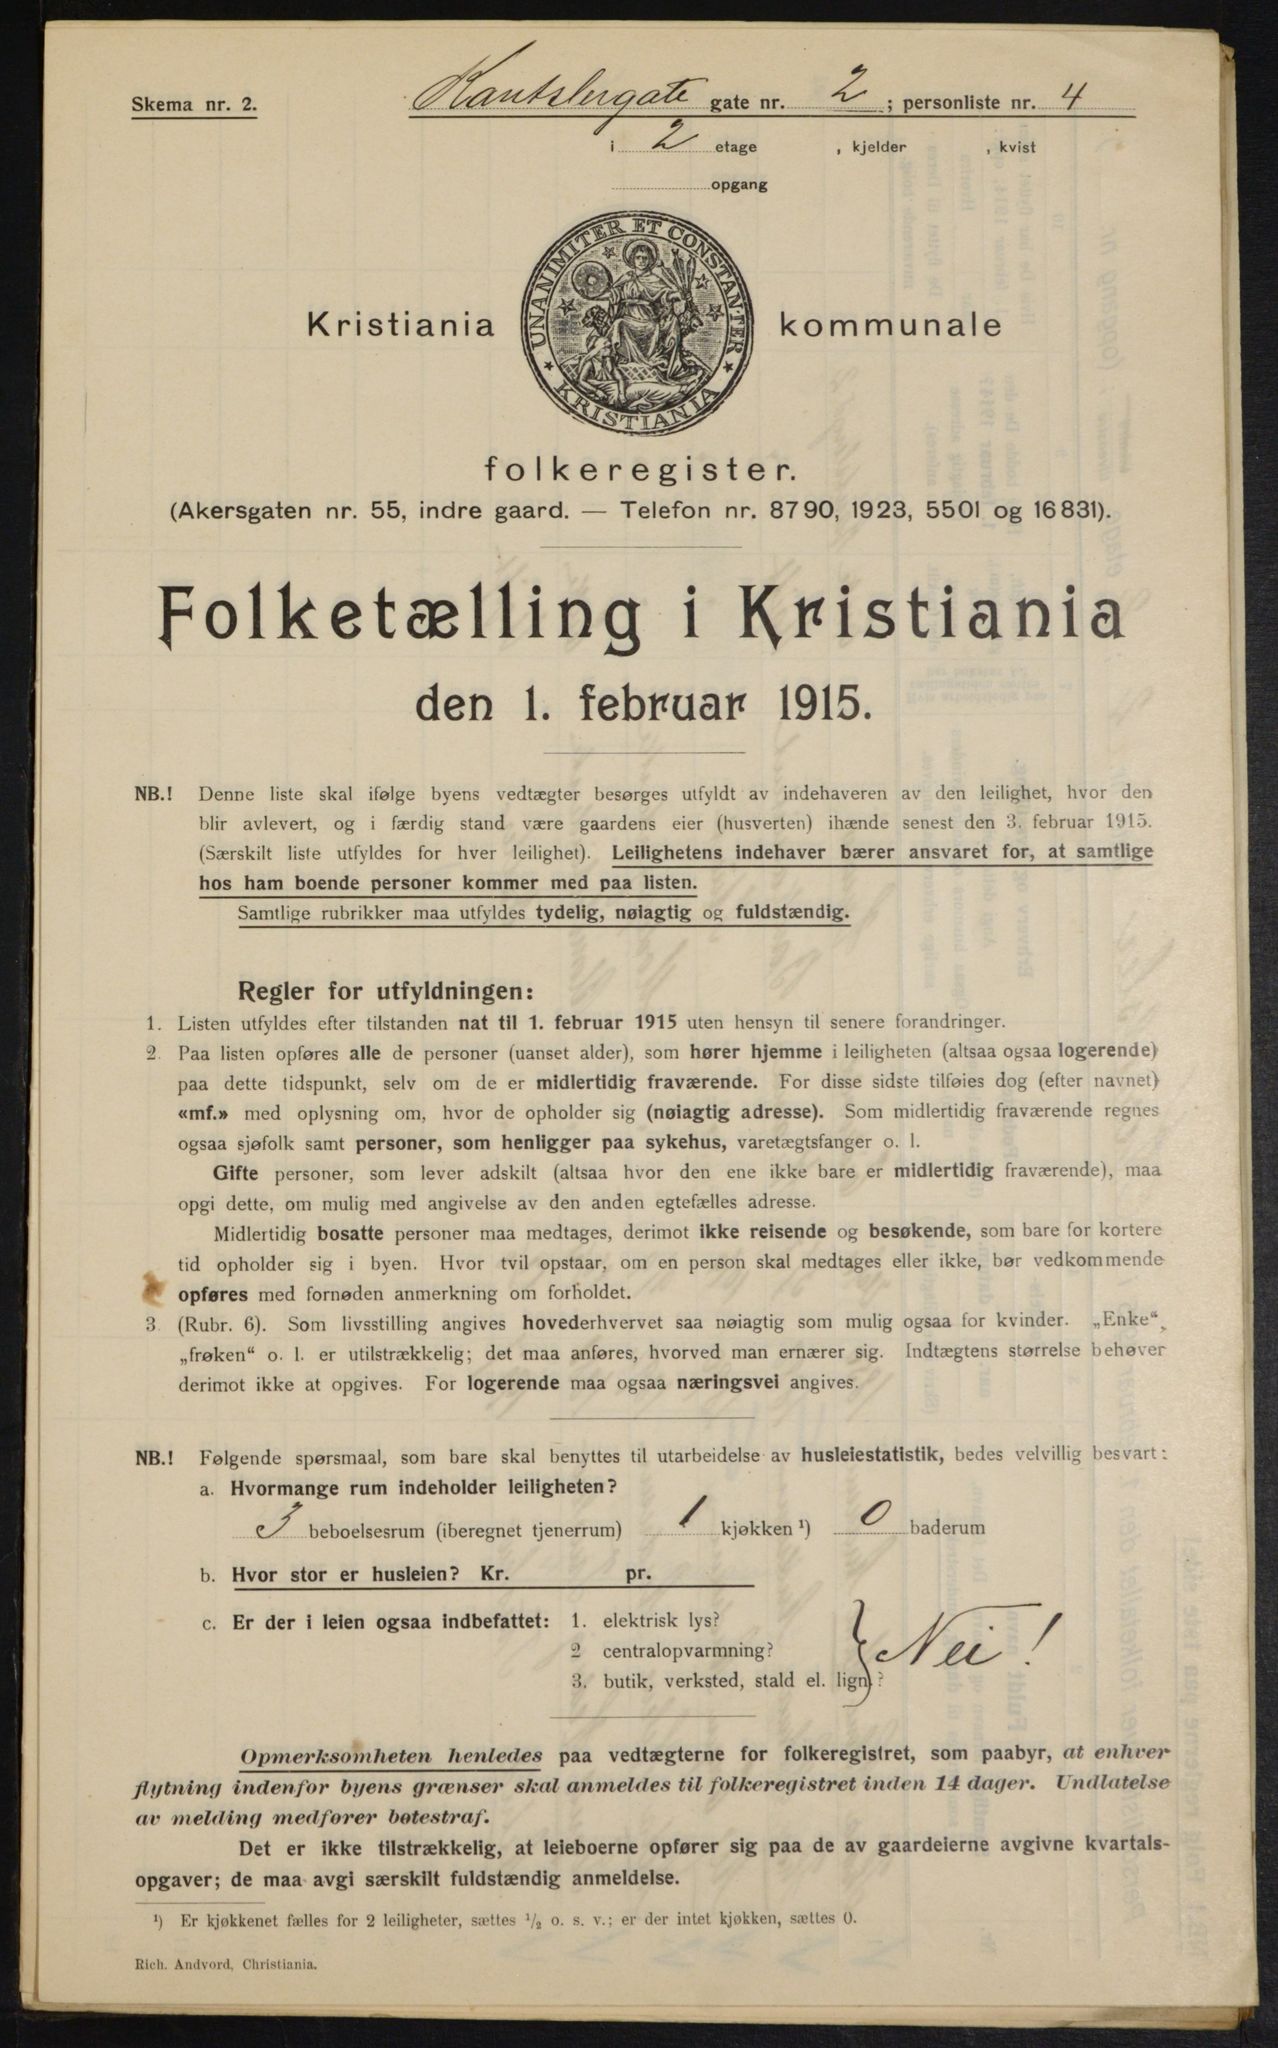 Skema nr. 2.
Kantslergate gate nr. 2; personliste nr. 4
i 2 etage , kjelder , kvist
opgang
UNANIMITER ET CONSTANTER
KRISTIANIA
Kristiania kommunale
folkeregister.
(Akersgaten nr. 55, indre gaard. — Telefon nr. 8790, 1923, 5501 og 16831).
Folketælling i Kristiania
den 1. februar 1915.
NB.! Denne liste skal ifølge byens vedtægter besørges utfyldt av indehaveren av den leilighet, hvor den
blir avlevert, og i færdig stand være gaardens eier (husverten) ihænde senest den 3. februar 1915.
(Særskilt liste utfyldes for hver leilighet). Leilighetens indehaver bærer ansvaret for, at samtlige
hos ham boende personer kommer med paa listen.
Samtlige rubrikker maa utfyldes tydelig, nøiagtig og fuldstændig.
Regler for utfyldningen:
1. Listen utfyldes efter tilstanden nat til 1. februar 1915 uten hensyn til senere forandringer.
2. Paa listen opføres alle de personer (uanset alder), som hører hjemme i leiligheten (altsaa ogsaa logerende)
paa dette tidspunkt, selv om de er midlertidig fraværende. For disse sidste tilføies dog (efter navnet)
«mf.» med oplysning om, hvor de opholder sig (nøiagtig adresse). Som midlertidig fraværende regnes
ogsaa sjøfolk samt personer, som henligger paa sykehus, varetægtsfanger o. l.
Gifte personer, som lever adskilt (altsaa hvor den ene ikke bare er midlertidig fraværende), maa
opgi dette, om mulig med angivelse av den anden egtefælles adresse.
Midlertidig bosatte personer maa medtages, derimot ikke reisende og besøkende, som bare for kortere
tid opholder sig i byen. Hvor tvil opstaar, om en person skal medtages eller ikke, bør vedkommende
opføres med fornøden anmerkning om forholdet.
3. (Rubr. 6). Som livsstilling angives hovederhvervet saa nøiagtig som mulig ogsaa for kvinder. „Enke“,
„frøken“ o. l. er utilstrækkelig; det maa anføres, hvorved man ernærer sig. Indtægtens størrelse behøver
derimot ikke at opgives. For logerende maa ogsaa næringsvei angives.
NB.! Følgende spørsmaal, som bare skal benyttes til utarbeidelse av husleiestatistik, bedes velvillig besvart:
a. Hvormange rum indeholder leiligheten?
3 beboelsesrum (iberegnet tjenerrum) 1 kjøkken ¹) 0 baderum
b. Hvor stor er husleien? Kr. pr.
c. Er der i leien ogsaa indbefattet: 1. elektrisk lys?
2 centralopvarmning? } Nei!
3. butik, verksted, stald el. lign.?
Opmerksomheten henledes paa vedtægterne for folkeregistret, som paabyr, at enhver
flytning indenfor byens grænser skal anmeldes til folkeregistret inden 14 dager. Undlatelse
av melding medfører bøtestraf.
Det er ikke tilstrækkelig, at leieboerne opfører sig paa de av gaardeierne avgivne kvartals-
opgaver; de maa avgi særskilt fuldstændig anmeldelse.
¹) Er kjøkkenet fælles for 2 leiligheter, sættes ½ o. s. v.; er der intet kjøkken, sættes 0.
Rich. Andvord, Christiania.